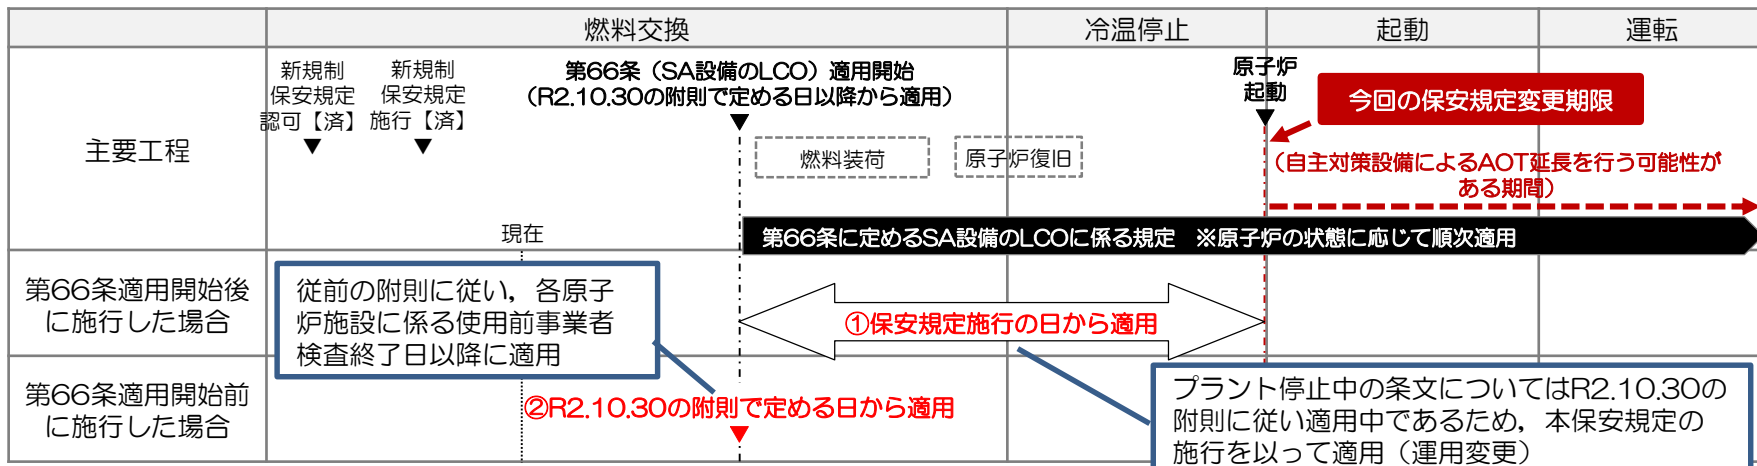 燃料交換
冷温停止
起動
運転
主要工程
新規制
保安規定
認可【済】
新規制
保安規定
施行【済】
第66条（SA設備のLCO）適用開始
（R2.10.30の附則で定める日以降から適用）
原子炉
起動
今回の保安規定変更期限
燃料装荷
原子炉復旧
（自主対策設備によるAOT延長を行う可能性が
ある期間）
現在
第66条に定めるSA設備のLCOに係る規定　※原子炉の状態に応じて順次適用
第66条適用開始後
に施行した場合
従前の附則に従い，各原子
炉施設に係る使用前事業者
検査終了日以降に適用
①保安規定施行の日から適用
第66条適用開始前
に施行した場合
②R2.10.30の附則で定める日から適用
プラント停止中の条文についてはR2.10.30の
附則に従い適用中であるため，本保安規定の
施行を以って適用（運用変更）